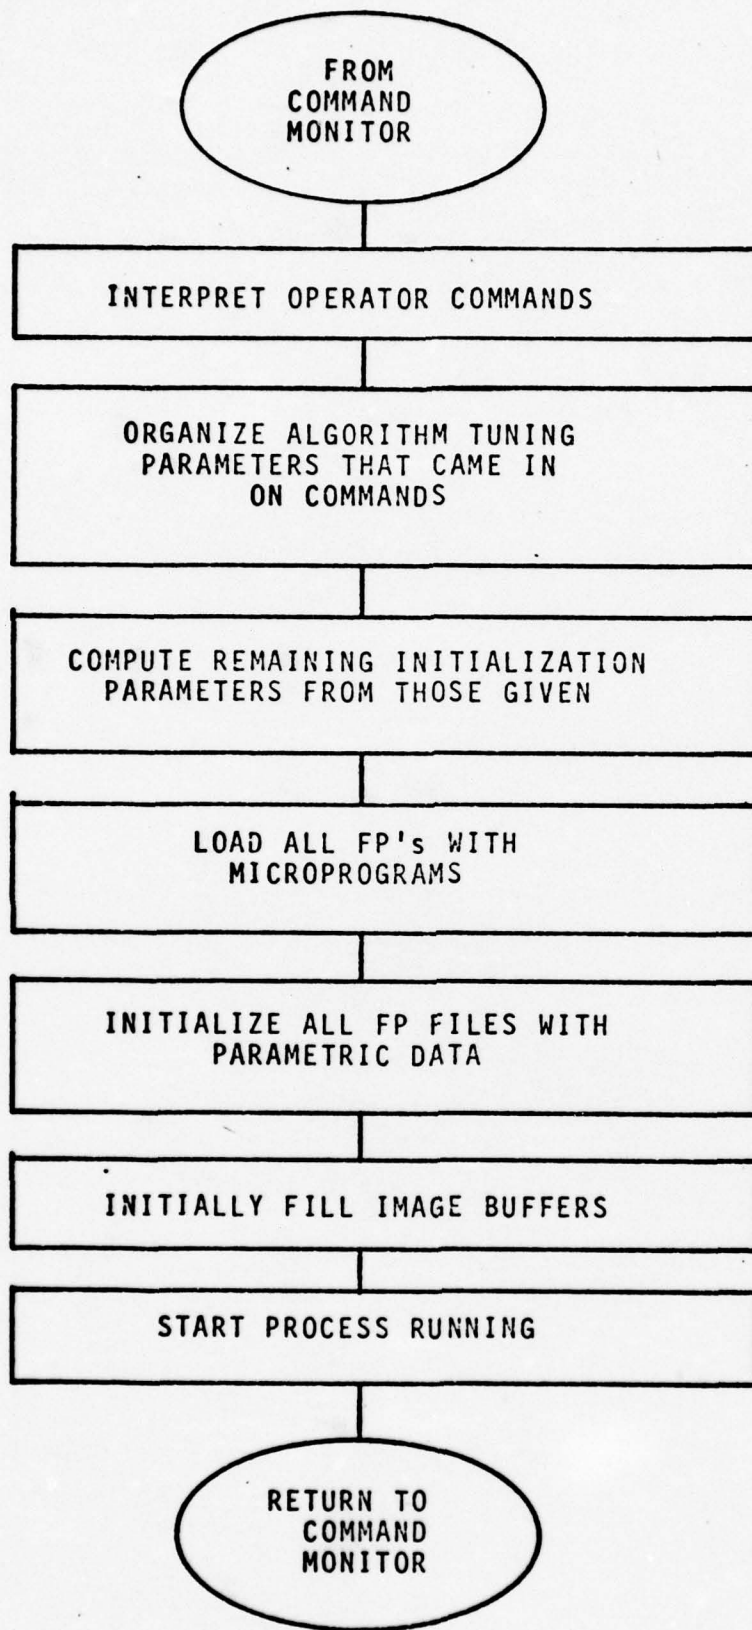 FROM
COMMAND
MONITOR
INTERPRET OPERATOR COMMANDS
ORGANIZE ALGORITHM TUNING
PARAMETERS THAT CAME IN
ON COMMANDS
COMPUTE REMAINING INITIALIZATION
PARAMETERS FROM THOSE GIVEN
LOAD ALL FP's WITH
MICROPROGRAMS
INITIALIZE ALL FP FILES WITH
PARAMETRIC DATA
INITIALLY FILL IMAGE BUFFERS
START PROCESS RUNNING
RETURN TO
COMMAND
MONITOR